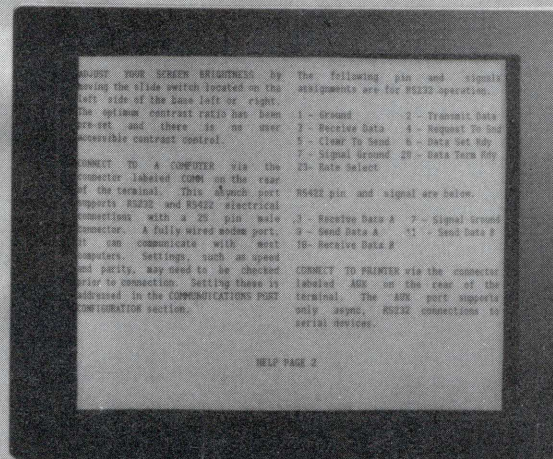 ADJUST YOUR SCREEN BRIGHTNESS by
moving the slide switch located on the
left side of the base left or right.
The optimum contrast ratio has been
pre-set and there is no user
accessible contrast control.
CONNECT TO A COMPUTER via the
connector labeled COMM on the rear
of the terminal. This asynch port
supports RS232 and RS422 electrical
connections with a 25 pin male
connector. A fully wired modem port,
it can communicate with most
computers. Settings, such as speed
and parity, may need to be checked
prior to connection. Setting these is
addressed in the COMMUNICATIONS PORT
CONFIGURATION section.
The following pin and signals
assignments are for RS232 operation.
1 - Ground 2 - Transmit Data
3 - Receive Data 4 - Request To Snd
5 - Clear To Send 6 - Data Set Rdy
7 - Signal Ground 20 - Data Term Rdy
23- Rate Select
RS422 pin and signal are below.
3 - Receive Data A 7 - Signal Ground
9 - Send Data A 11 - Send Data B
18- Receive Data B
CONNECT TO PRINTER via the connector
labeled AUX on the rear of the
terminal. The AUX port supports
only async, RS232 connections to
serial devices.
HELP PAGE 2